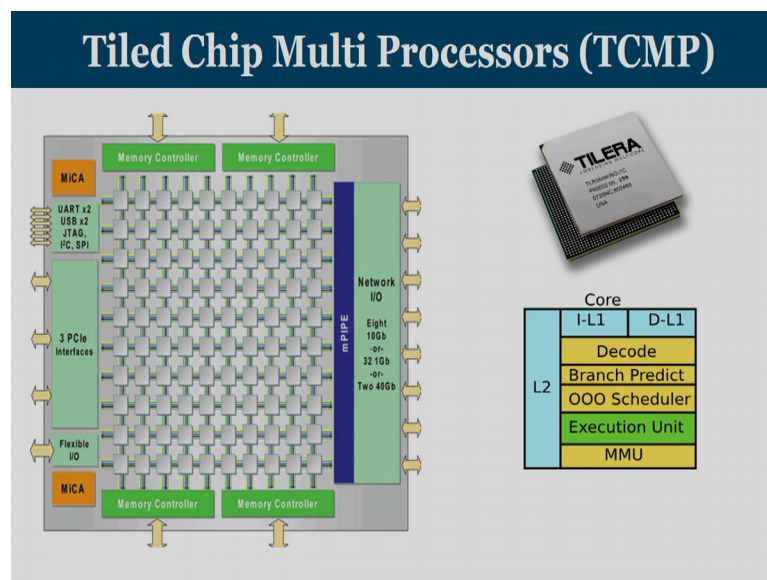 Tiled Chip Multi Processors (TCMP)
Memory Controller
Memory Controller
MiCA
UART x2
USB x2
JTAG,
I²C, SPI
3 PCIe
Interfaces
Flexible
I/O
MiCA
mPIPE
Network
I/O
Eight
10Gb
-or-
32 1Gb
-or-
Two 40Gb
Memory Controller
Memory Controller
TILERA
USA
Core
I-L1
D-L1
L2
Decode
Branch Predict
OOO Scheduler
Execution Unit
MMU